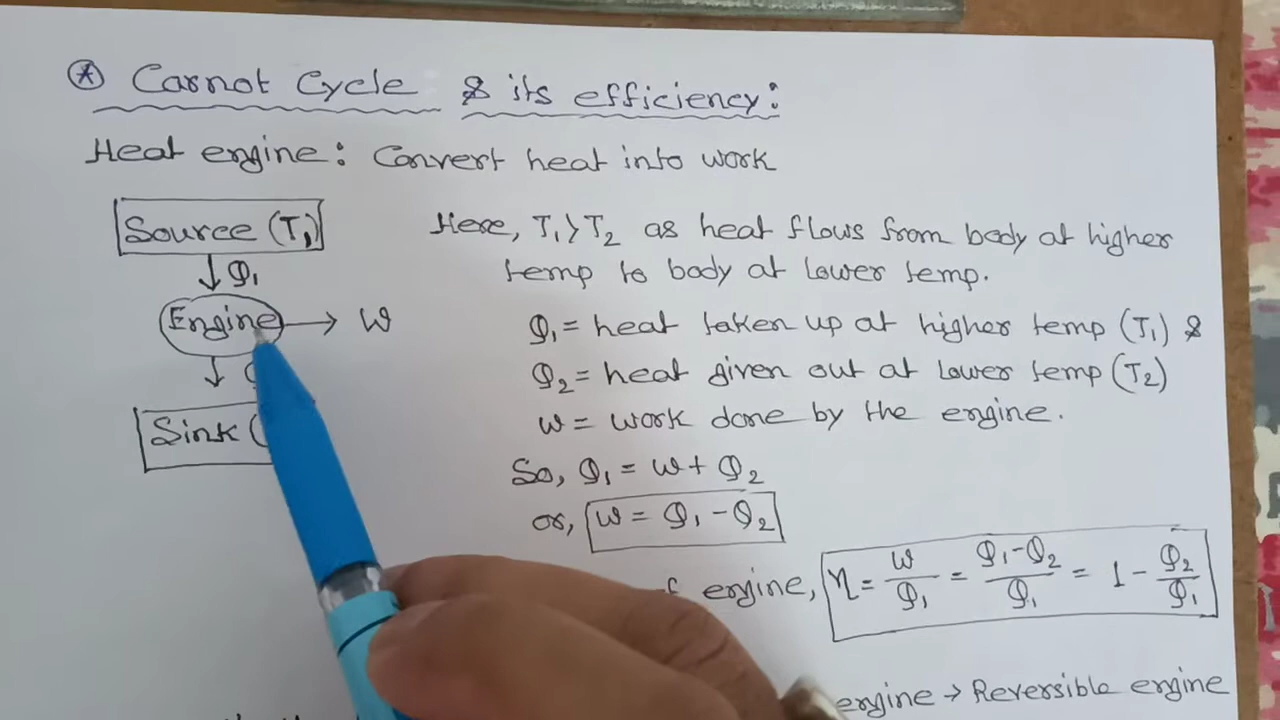 ⊛ Carnot Cycle & its efficiency:
Heat engine: Convert heat into work
Source (T₁)
↓ Q₁
Engine → W
↓
Sink (
Here, T₁>T₂ as heat flows from body at higher
temp to body at lower temp.
Q₁ = heat taken up at higher temp (T₁) &
Q₂ = heat given out at lower temp (T₂)
W = work done by the engine.
So, Q₁ = W + Q₂
or, W = Q₁ - Q₂
of engine, η = W/Q₁ = Q₁-Q₂/Q₁ = 1 - Q₂/Q₁
engine → Reversible engine